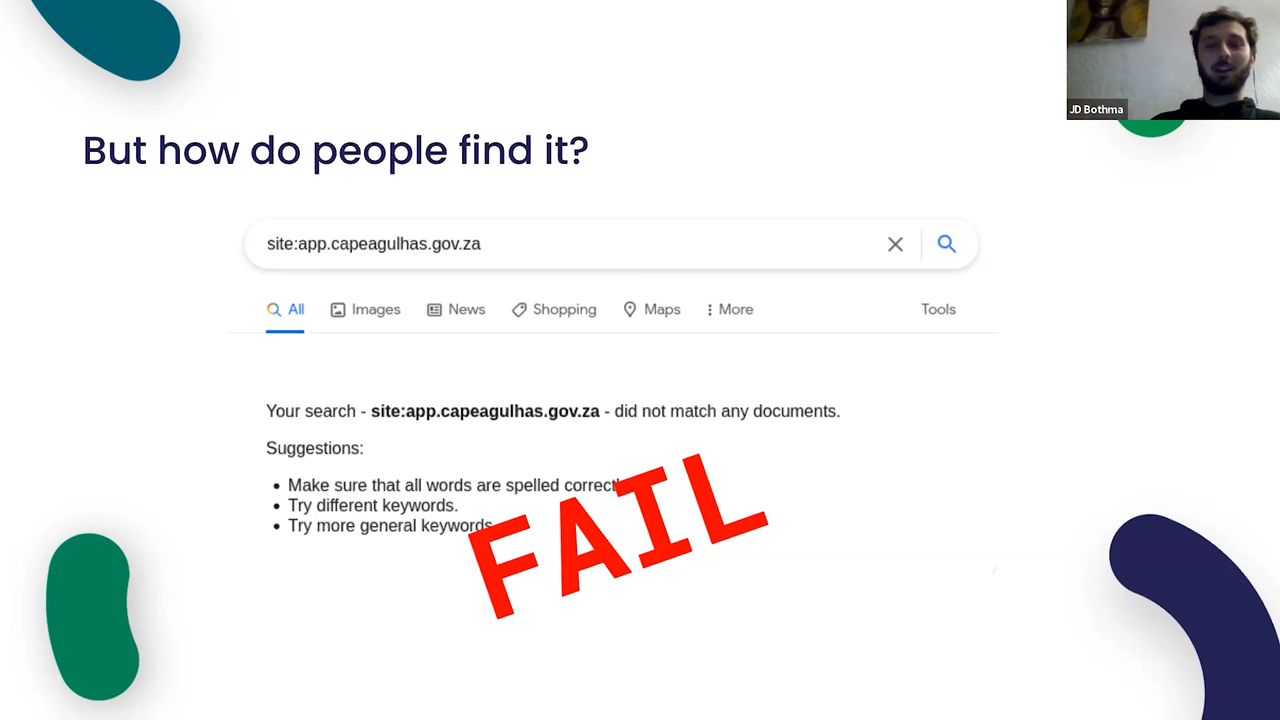 JD Bothma
But how do people find it?
site:app.capeagulhas.gov.za
All Images News Shopping Maps More Tools
Your search - site:app.capeagulhas.gov.za - did not match any documents.
Suggestions:
Make sure that all words are spelled
Try different keywords.
Try more general keywords
FAIL